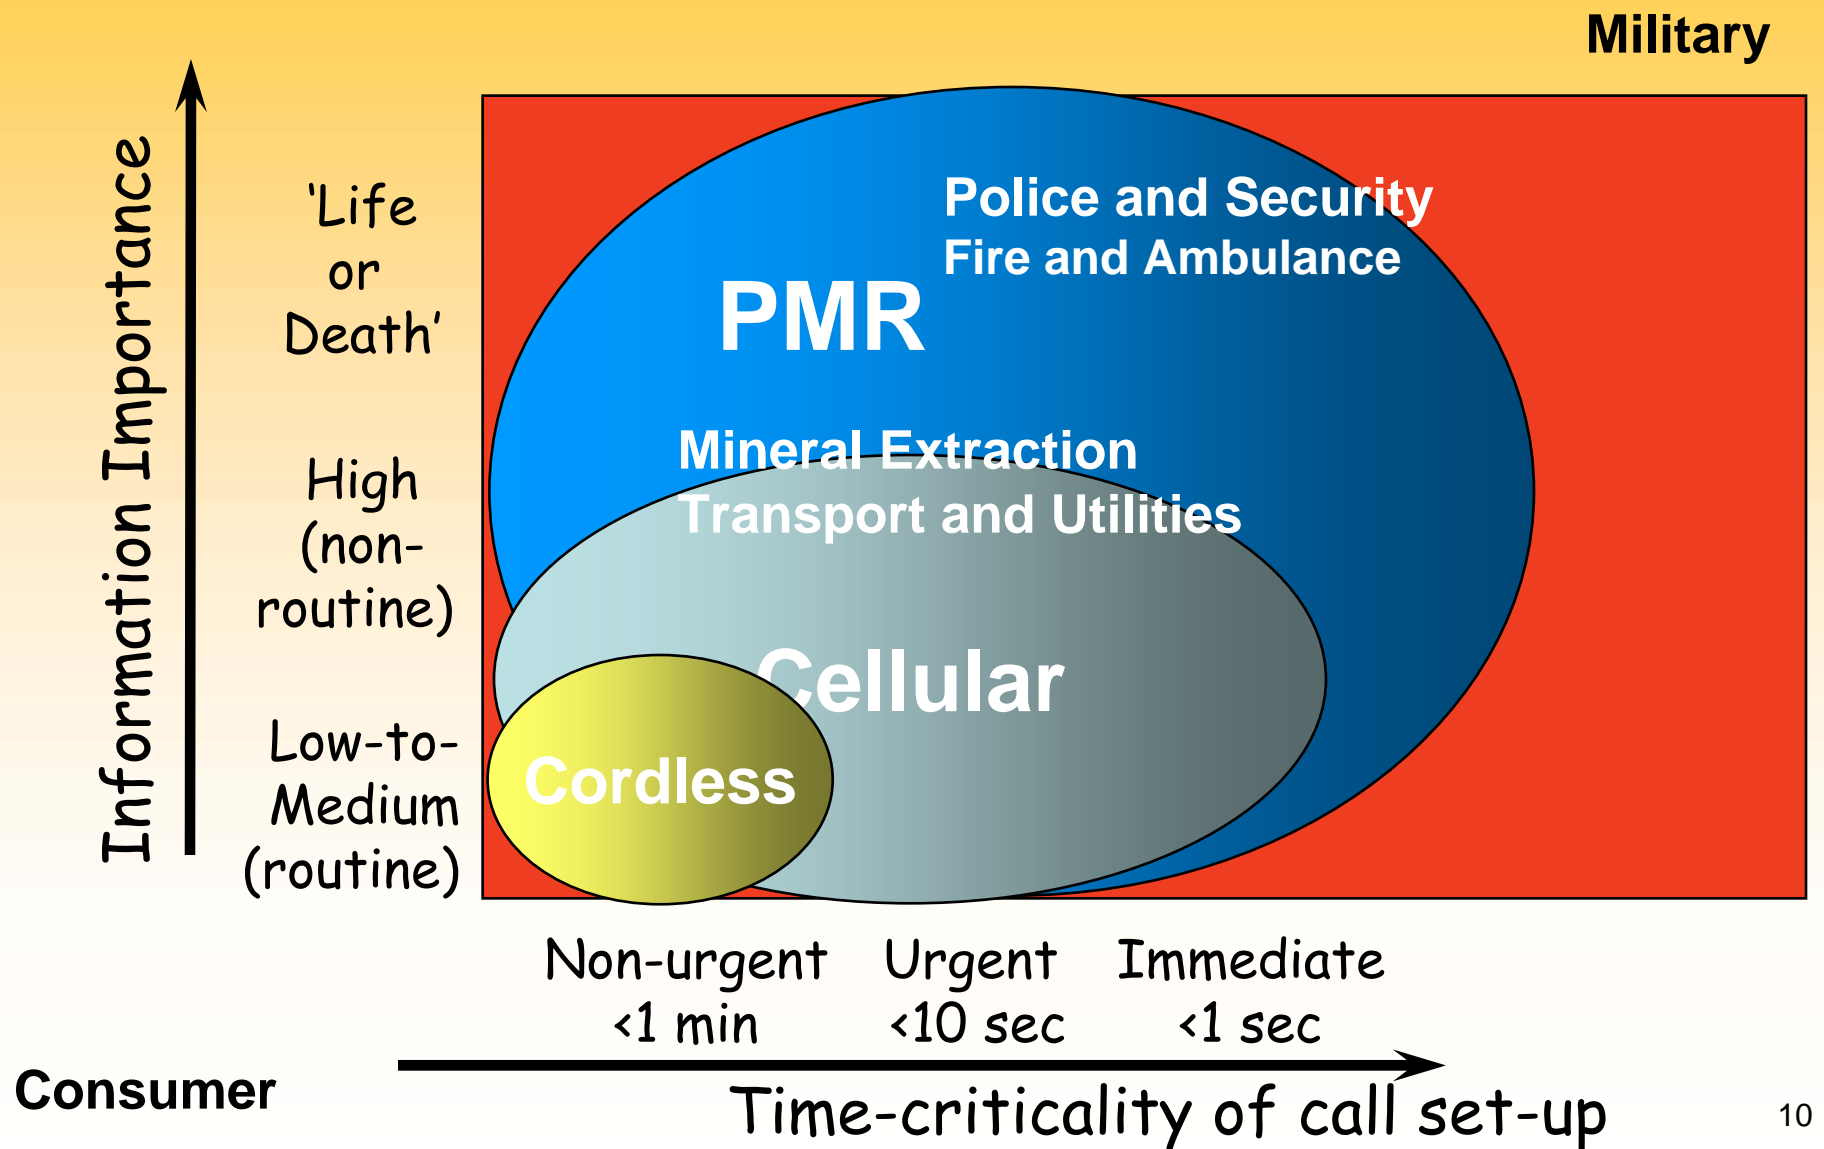 Military
Information Importance
‘Life
or
Death’
High
(non-
routine)
Low-to-
Medium
(routine)
Police and Security
Fire and Ambulance
PMR
Mineral Extraction
Transport and Utilities
Cellular
Cordless
Non-urgent
<1 min
Urgent
<10 sec
Immediate
<1 sec
Consumer
Time-criticality of call set-up
10